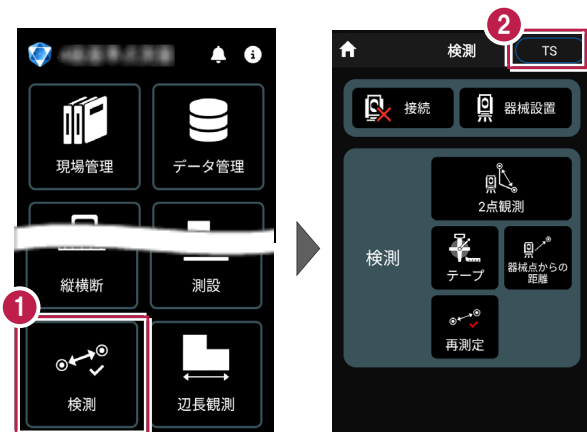 現場管理
データ管理
縦横断
測設
1
検測
辺長観測
2
検測
TS
接続
器械設置
検測
2点観測
テープ
器械点からの
距離
再測定